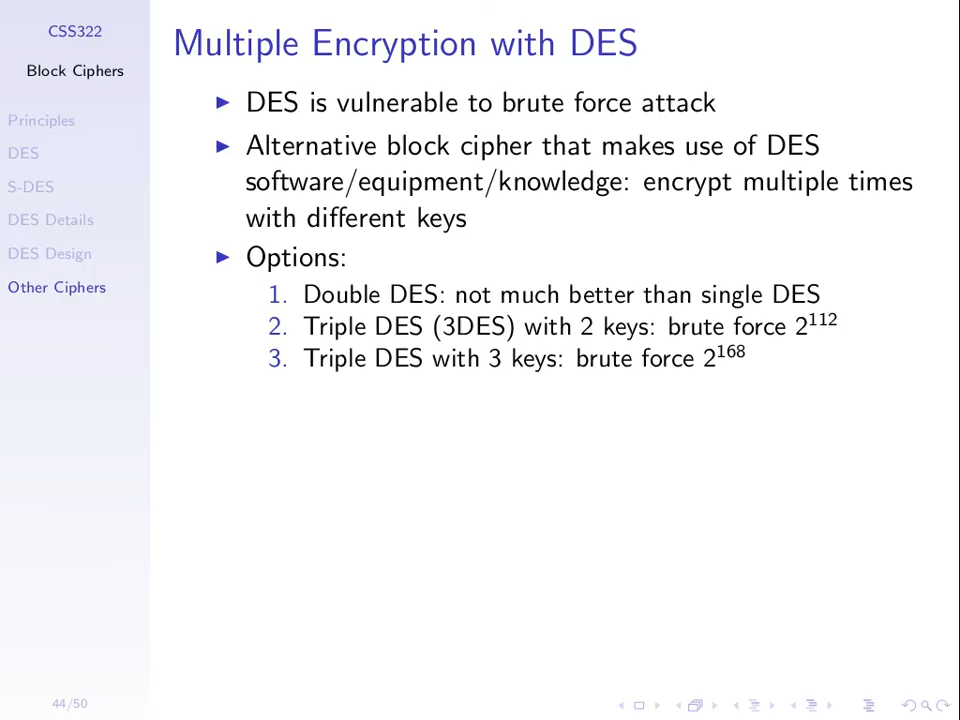 CSS322
Block Ciphers
Principles
DES
S-DES
DES Details
DES Design
Other Ciphers
44/50
Multiple Encryption with DES
▶ DES is vulnerable to brute force attack
▶ Alternative block cipher that makes use of DES
software/equipment/knowledge: encrypt multiple times
with different keys
▶ Options:
1. Double DES: not much better than single DES
2. Triple DES (3DES) with 2 keys: brute force 2¹¹²
3. Triple DES with 3 keys: brute force 2¹⁶⁸